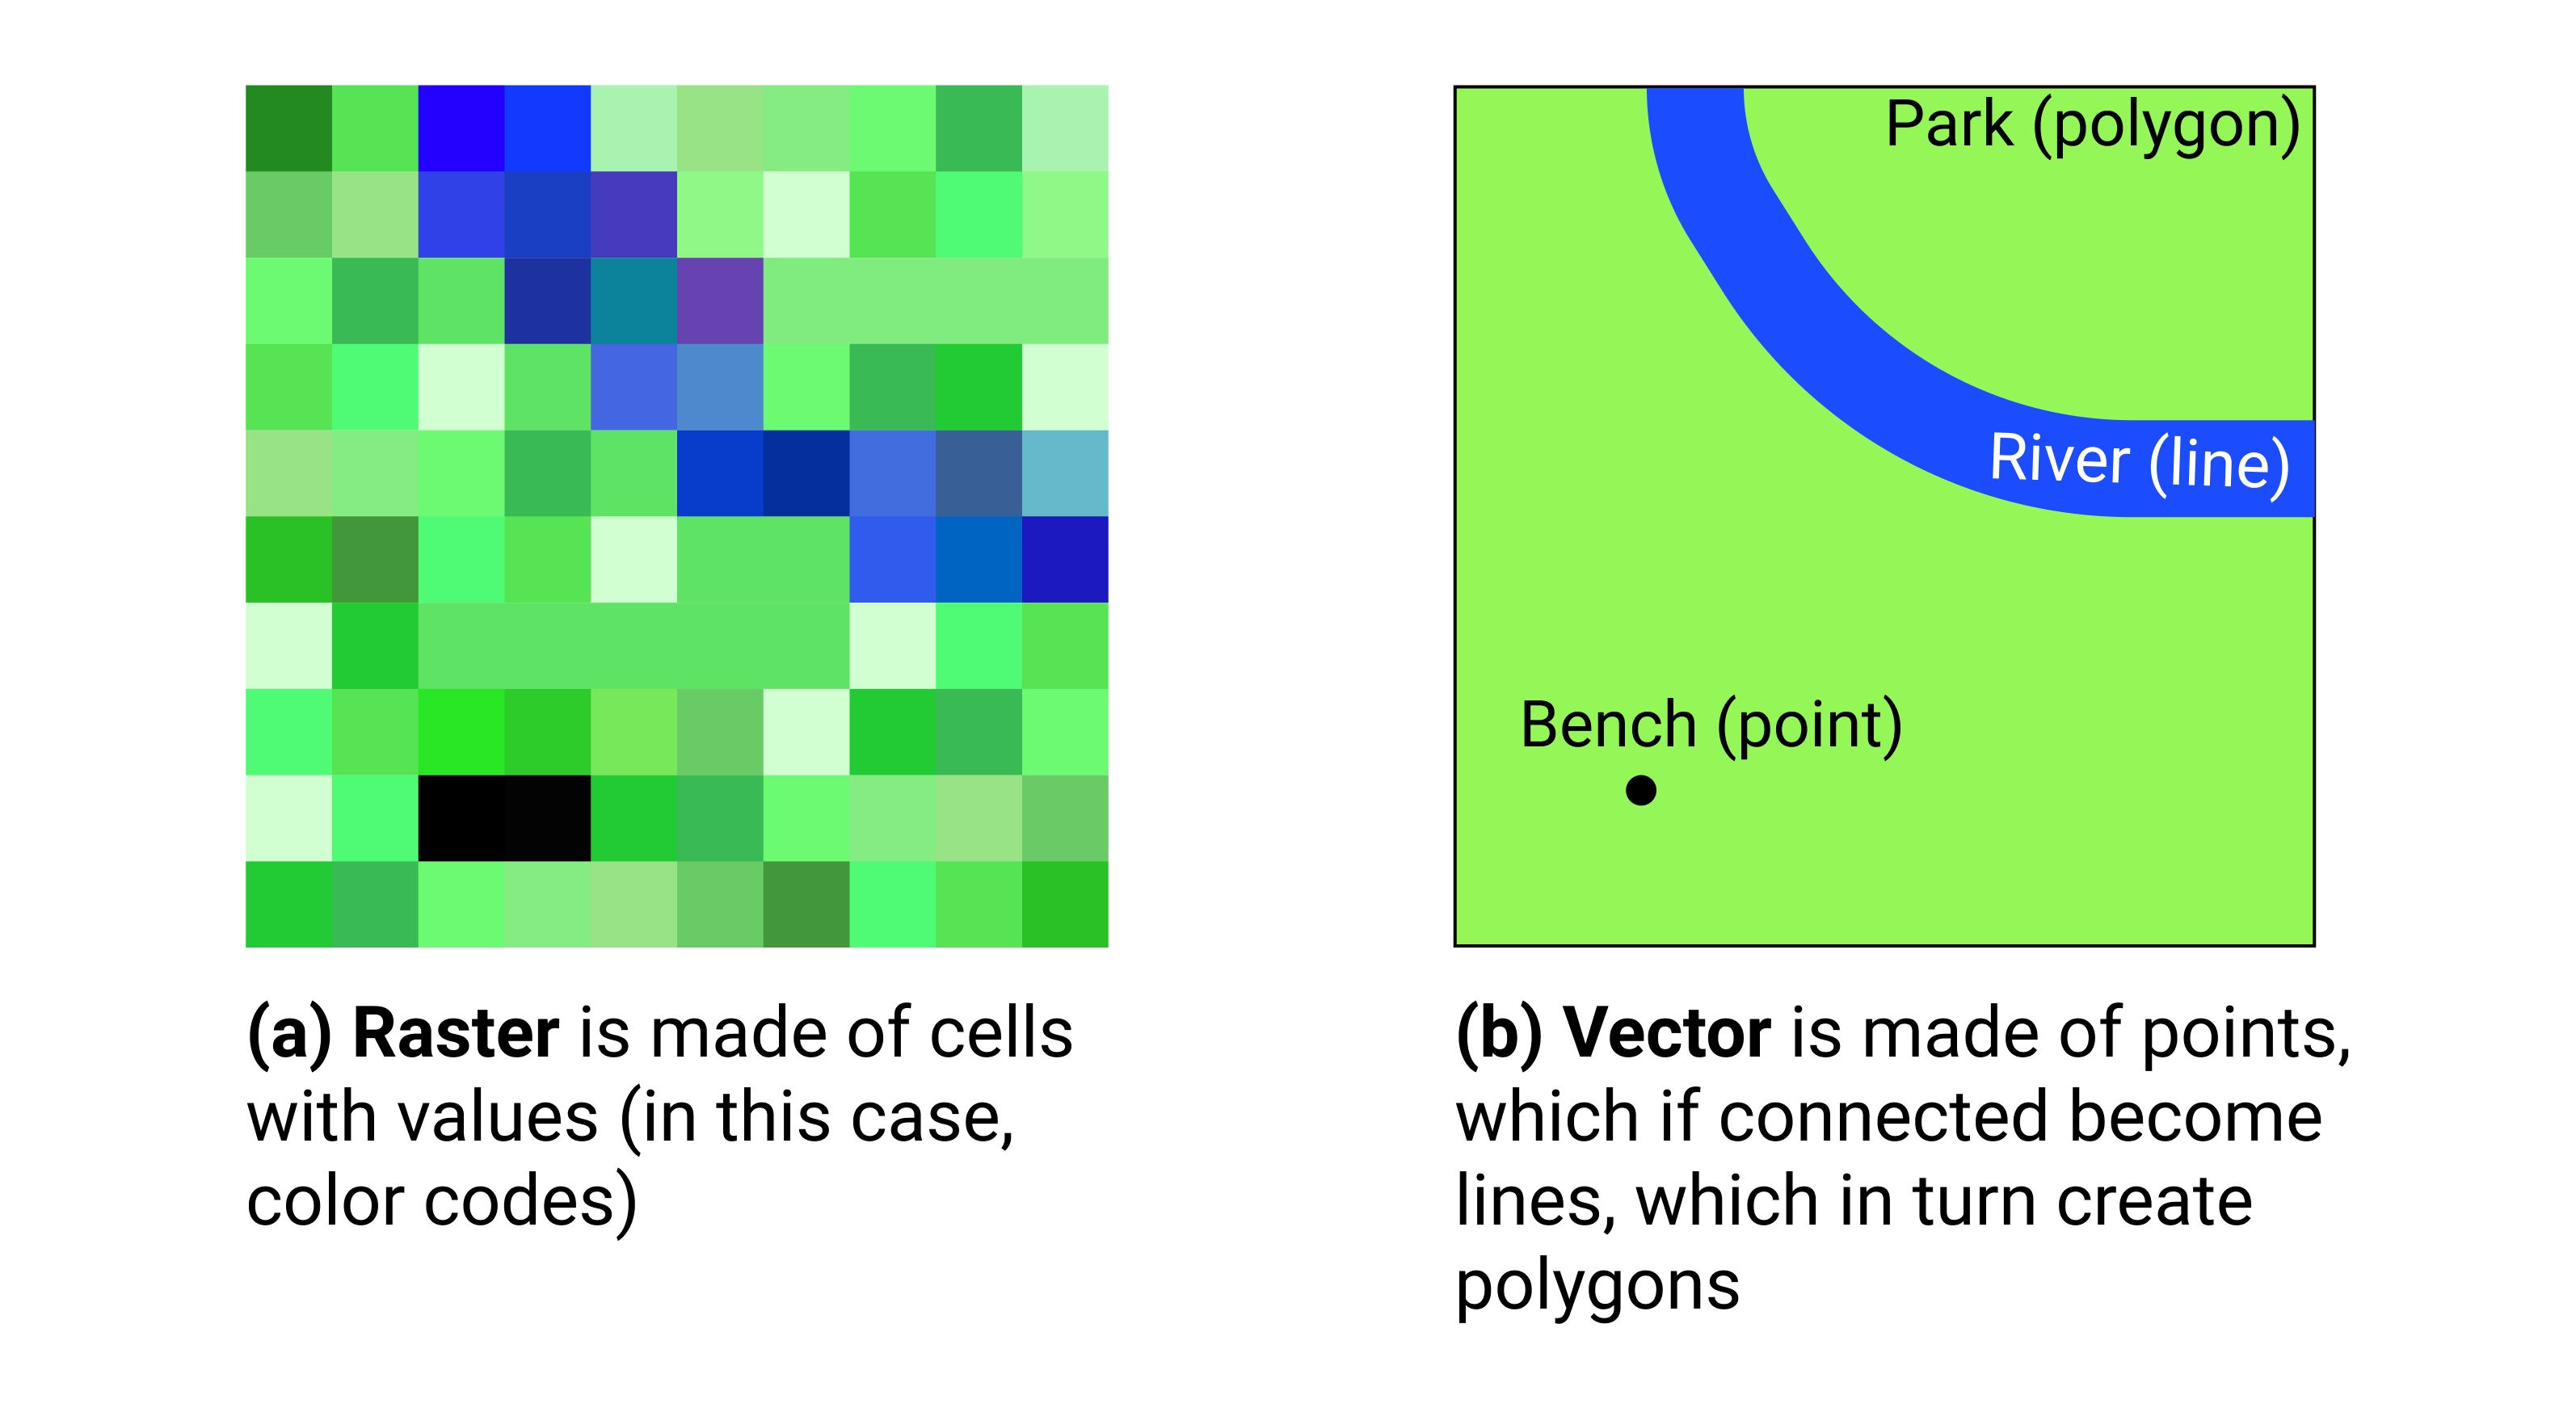 Park (polygon)
River (line)
Bench (point)
(a) Raster is made of cells
with values (in this case,
color codes)
(b) Vector is made of points,
which if connected become
lines, which in turn create
polygons